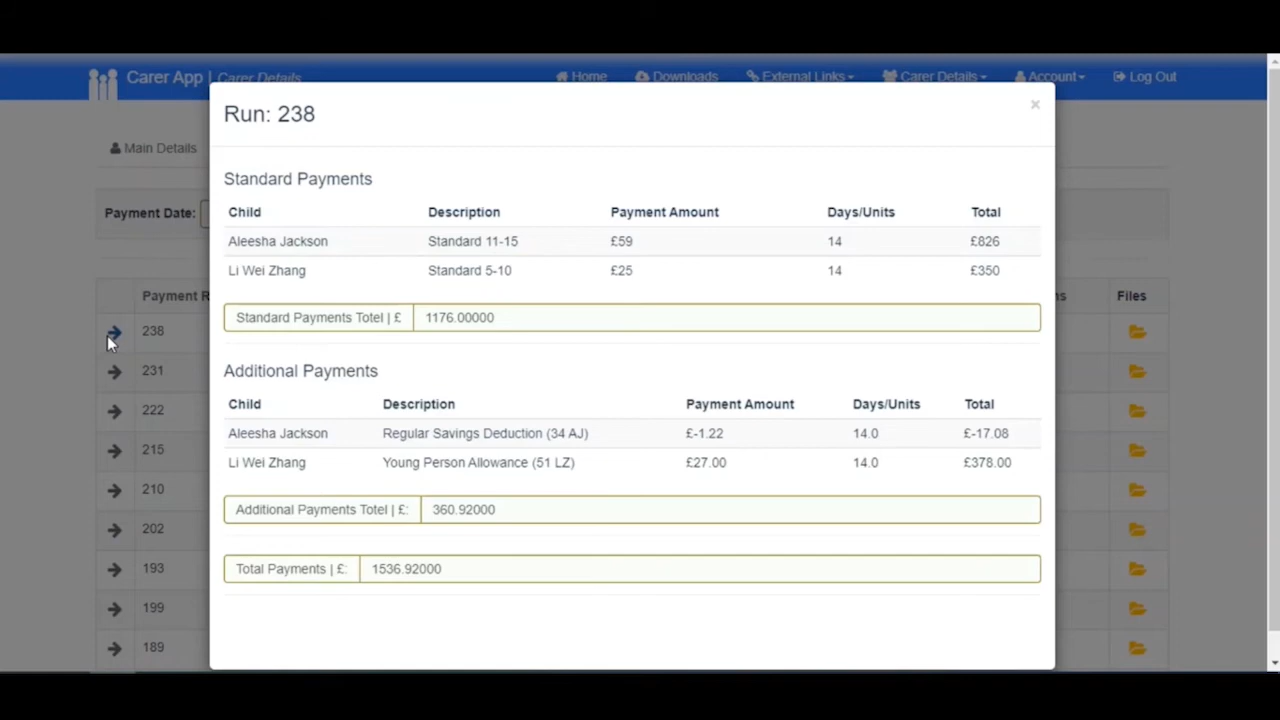 Carer App | Carer Details
Home Downloads External Links Carer Details Account Log Out
Run: 238 ×
Main Details
Standard Payments
Payment Date:
Child Description Payment Amount Days/Units Total
Aleesha Jackson Standard 11-15 £59 14 £826
Li Wei Zhang Standard 5-10 £25 14 £350
Payment R
Files
Standard Payments Totel | £ 1176.00000
238
Additional Payments
231
Child Description Payment Amount Days/Units Total
222
Aleesha Jackson Regular Savings Deduction (34 AJ) £-1.22 14.0 £-17.08
215
Li Wei Zhang Young Person Allowance (51 LZ) £27.00 14.0 £378.00
210
Additional Payments Totel | £: 360.92000
202
Total Payments | £: 1536.92000
193
199
189